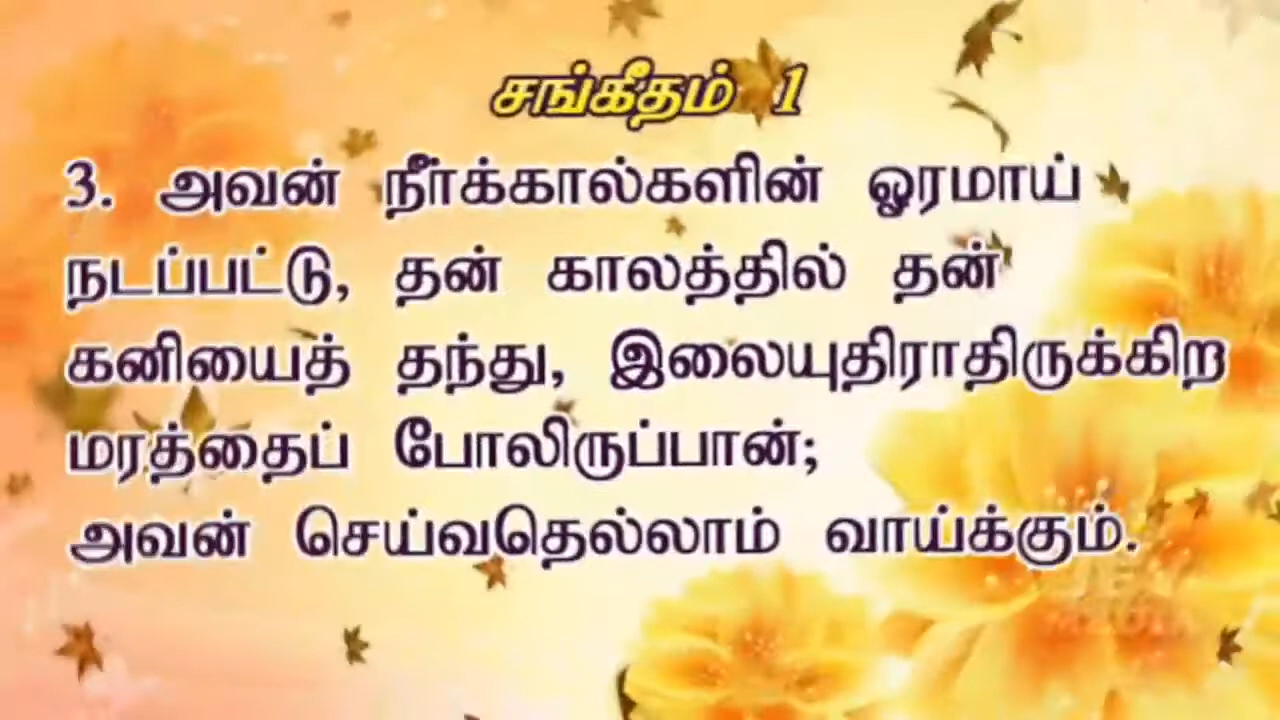 சங்கீதம் 1
3. அவன் நீர்க்கால்களின் ஓரமாய்
நடப்பட்டு, தன் காலத்தில் தன்
கனியைத் தந்து, இலையுதிராதிருக்கிற
மரத்தைப் போலிருப்பான்;
அவன் செய்வதெல்லாம் வாய்க்கும்.